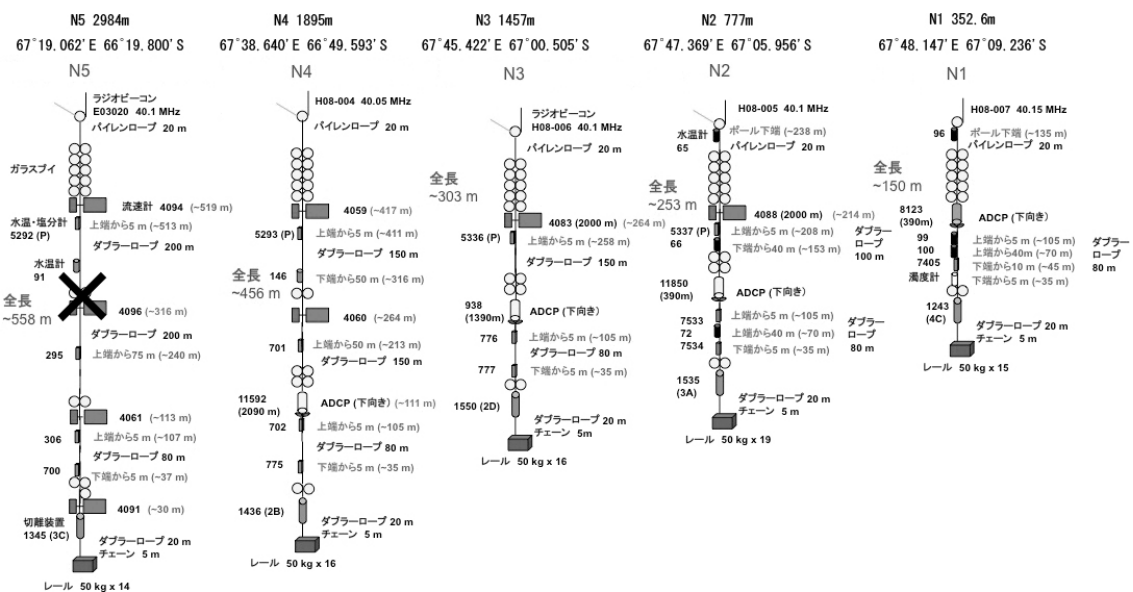 N5 2984m
67°19.062'E 66°19.800'S
N5
ラジオビーコン
E03020 40.1 MHz
パイレンロープ 20 m
ガラスブイ
流速計 4094 (~519 m)
水温・塩分計
5292 (P)
上端から5 m (~513 m)
ダブラーロープ 200 m
水温計
91
全長
~558 m
4096 (~316 m)
ダブラーロープ 200 m
295
上端から75 m (~240 m)
4061 (~113 m)
306
上端から5 m (~107 m)
ダブラーロープ 80 m
700
下端から5 m (~37 m)
4091 (~30 m)
切離装置
1345 (3C)
ダブラーロープ 20 m
チェーン 5 m
レール 50 kg x 14
N4 1895m
67°38.640'E 66°49.593'S
N4
H08-004 40.05 MHz
パイレンロープ 20 m
4059 (~417 m)
5293 (P)
上端から5 m (~411 m)
ダブラーロープ 150 m
146
下端から50 m (~316 m)
全長
~456 m
4060 (~264 m)
701
上端から50 m (~213 m)
ダブラーロープ 150 m
11592
(2090 m)
ADCP (下向き) (~111 m)
702
上端から5 m (~105 m)
ダブラーロープ 80 m
775
下端から5 m (~35 m)
1436 (2B)
ダブラーロープ 20 m
チェーン 5 m
レール 50 kg x 16
N3 1457m
67°45.422'E 67°00.505'S
N3
ラジオビーコン
H08-006 40.1 MHz
パイレンロープ 20 m
全長
~303 m
4083 (2000 m) (~264 m)
5336 (P)
上端から5 m (~258 m)
ダブラーロープ 150 m
938
(1390m)
ADCP (下向き)
776
上端から5 m (~105 m)
ダブラーロープ 80 m
777
下端から5 m (~35 m)
1550 (2D)
ダブラーロープ 20 m
チェーン 5m
レール 50 kg x 16
N2 777m
67°47.369'E 67°05.956'S
N2
H08-005 40.1 MHz
水温計
65
ポール下端 (~238 m)
パイレンロープ 20 m
全長
~253 m
4088 (2000 m) (~214 m)
5337 (P)
上端から5 m (~208 m)
66
下端から40 m (~153 m)
ダブラー
ロープ
100 m
11850
(390m)
ADCP (下向き)
7533
上端から5 m (~105 m)
72
上端から40 m (~70 m)
7534
下端から5 m (~35 m)
ダブラー
ロープ
80 m
1535
(3A)
ダブラーロープ 20 m
チェーン 5 m
レール 50 kg x 19
N1 352.6m
67°48.147'E 67°09.236'S
N1
H08-007 40.15 MHz
96
ポール下端 (~135 m)
パイレンロープ 20 m
全長
~150 m
8123
(390m)
ADCP (下向き)
99
上端から5 m (~105 m)
100
上端から40m (~70 m)
7405
下端から10 m (~45 m)
濁度計
下端から5 m (~35 m)
ダブラー
ロープ
80 m
1243
(4C)
ダブラーロープ 20 m
チェーン 5 m
レール 50 kg x 15